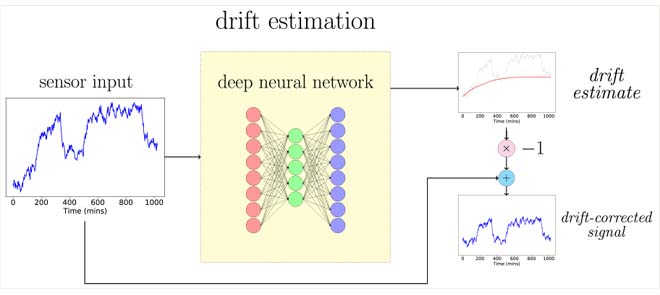 drift estimation
sensor input
deep neural network
drift
estimate
0 200 400 600 800 1000
Time (mins)
0 200 400 600 800 1000
Time (mins)
× −1
+
drift-corrected
signal
0 200 400 600 800 1000
Time (mins)